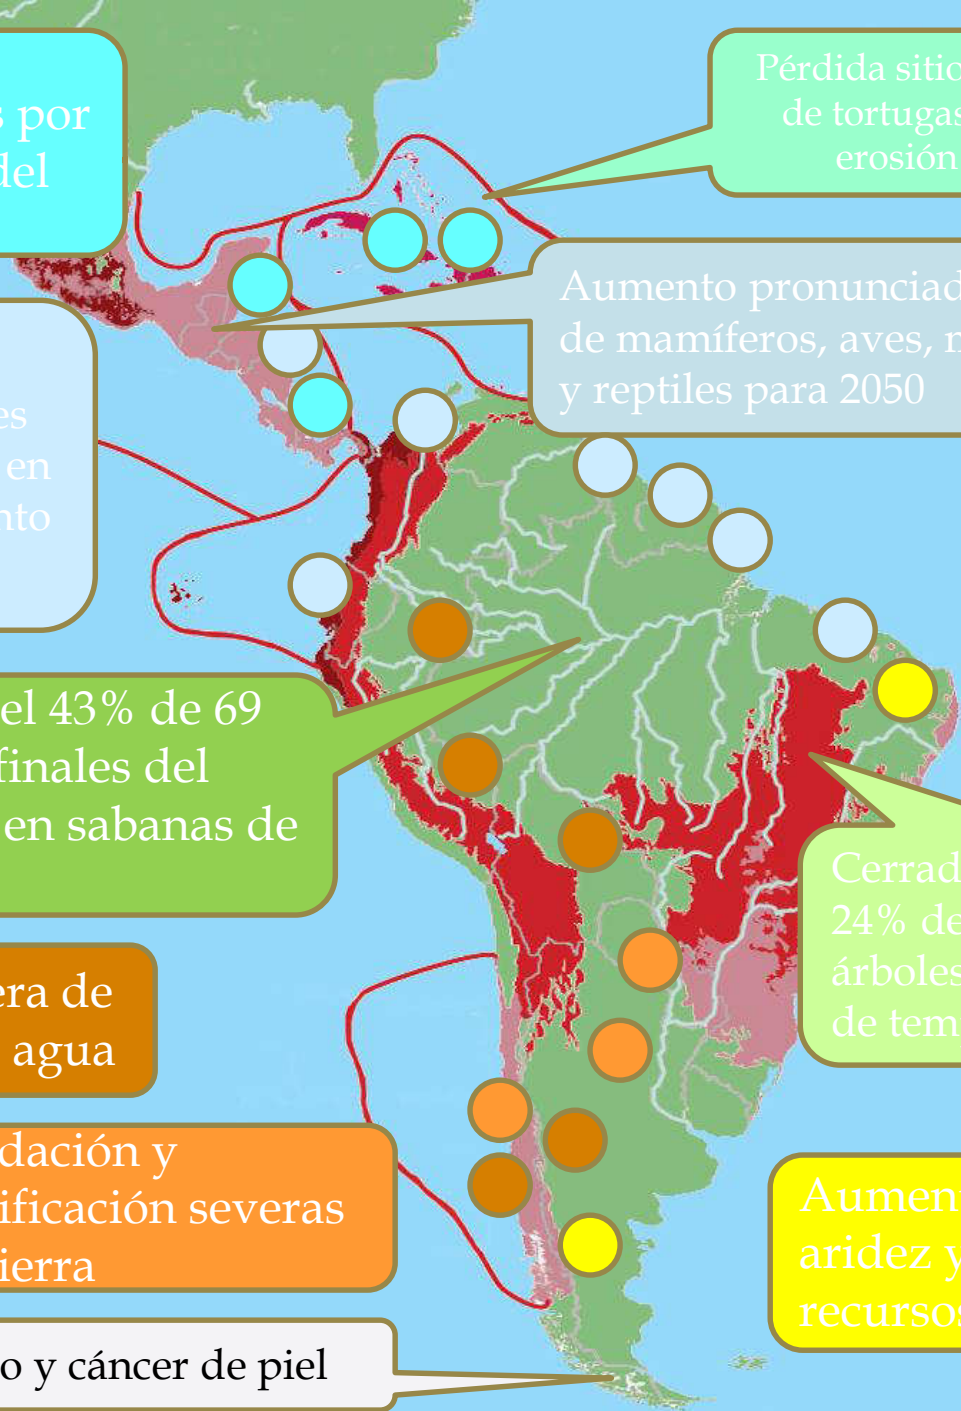 s por
del
Pérdida sitio
de tortugas
erosión
Aumento pronunciad
de mamíferos, aves, m
y reptiles para 2050
es
en
nto
el 43% de 69
finales del
en sabanas de
Cerrad
24% de
árboles
de tem
era de
agua
dación y
ificación severas
ierra
Aumen
aridez y
recursos
o y cáncer de piel